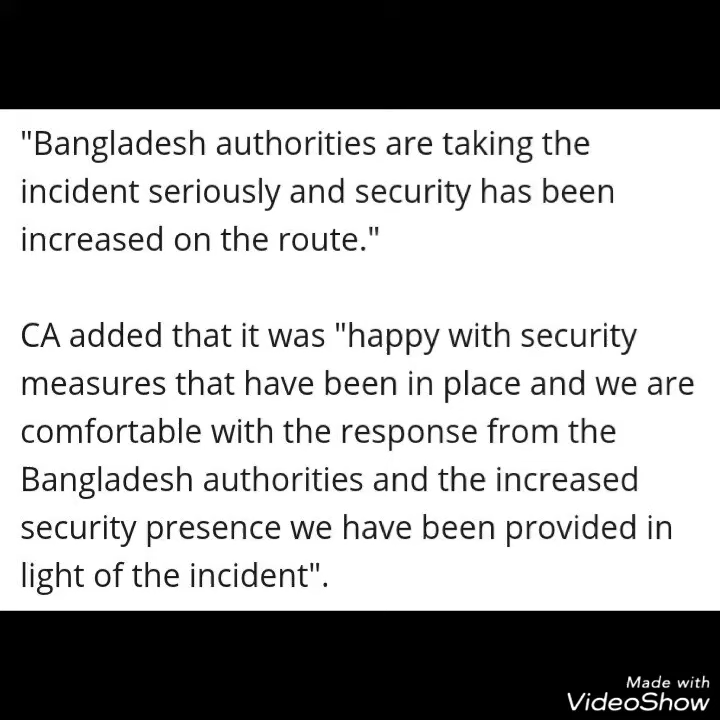 "Bangladesh authorities are taking the
incident seriously and security has been
increased on the route."
CA added that it was "happy with security
measures that have been in place and we are
comfortable with the response from the
Bangladesh authorities and the increased
security presence we have been provided in
light of the incident".
Made with
VideoShow